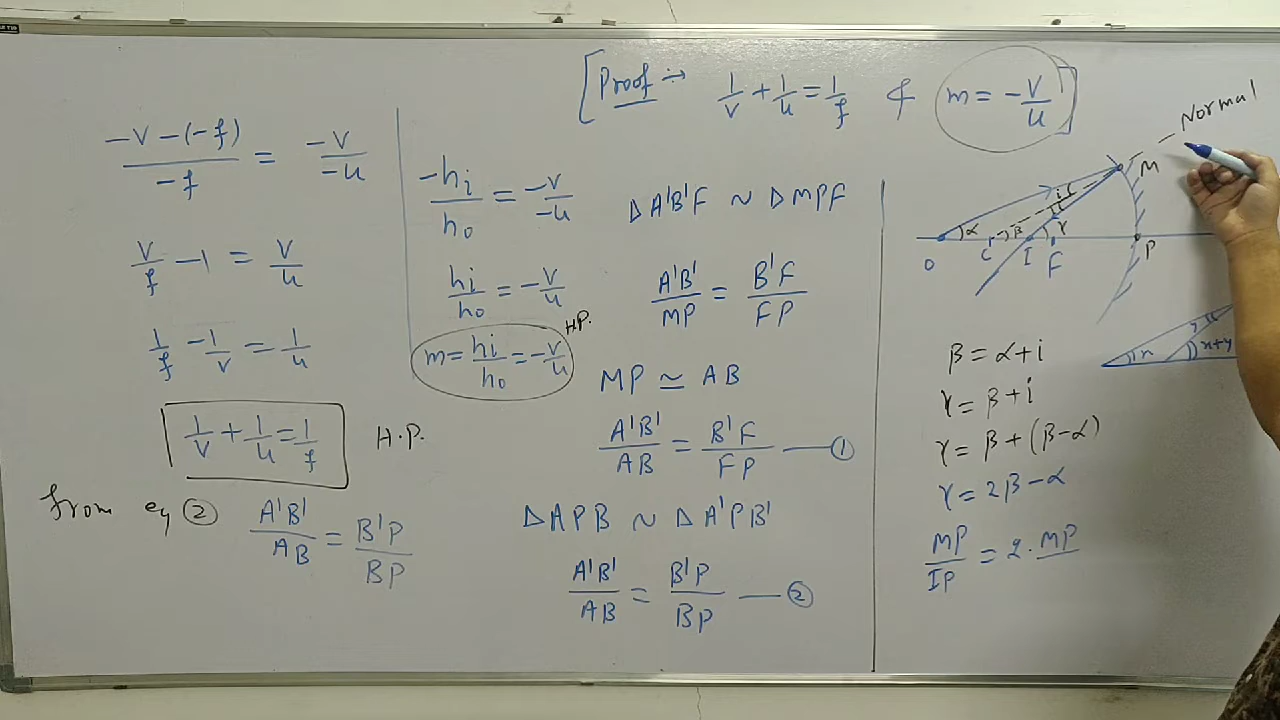 [Proof :→ 1/v + 1/u = 1/f & m = -v/u]
(-v-(-f))/(-f) = (-v)/(-u)
v/f - 1 = v/u
1/f - 1/v = 1/u
1/v + 1/u = 1/f H.P.
from eq ② A'B'/AB = B'P/BP
-hi/ho = -v/-u
hi/ho = -v/u
m = hi/ho = -v/u H.P.
ΔA'B'F ~ ΔMPF
A'B'/MP = B'F/FP
MP ≃ AB
A'B'/AB = B'F/FP —①
ΔAPB ~ ΔA'PB'
A'B'/AB = B'P/BP —②
Normal
M
i
i
α
β
γ
O
C
I
F
P
x
y
x+y
β = α+i
γ = β+i
γ = β+(β-α)
γ = 2β-α
MP/IP = 2·MP/